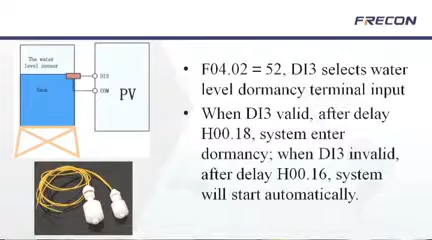 FRECON
The water
level sensor
DI3
Tank
COM
PV
• F04.02 = 52, DI3 selects water
level dormancy terminal input
• When DI3 valid, after delay
H00.18, system enter
dormancy; when DI3 invalid,
after delay H00.16, system
will start automatically.